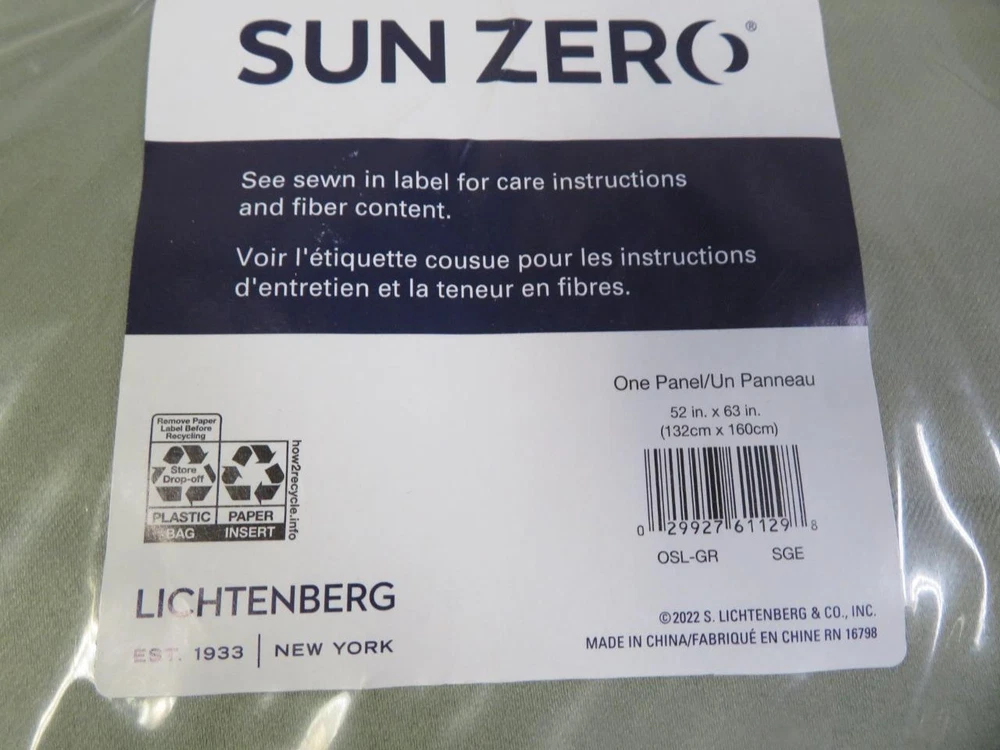 SUN ZERO®
See sewn in label for care instructions
and fiber content.
Voir l'étiquette cousue pour les instructions
d'entretien et la teneur en fibres.
One Panel/Un Panneau
52 in. x 63 in.
(132cm x 160cm)
0 29927 61129 8
OSL-GR SGE
Remove Paper
Label Before
Recycling
Store
Drop-off
PLASTIC PAPER
BAG INSERT
how2recycle.info
LICHTENBERG
EST. 1933 | NEW YORK
©2022 S. LICHTENBERG & CO., INC.
MADE IN CHINA/FABRIQUÉ EN CHINE RN 16798